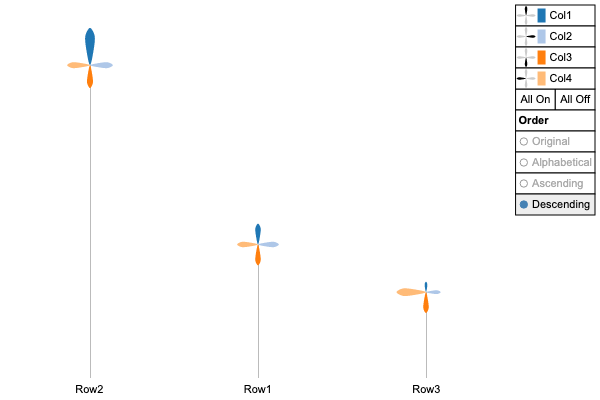 Col1
Col2
Col3
Col4
All On All Off
Order
Original
Alphabetical
Ascending
Descending
Row2 Row1 Row3